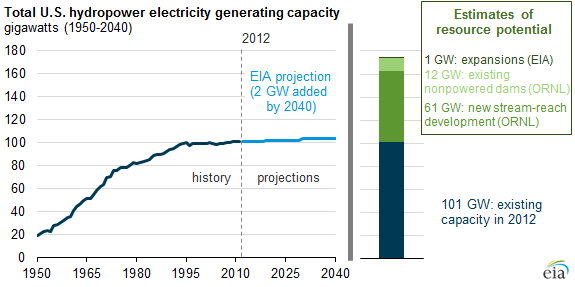 Total U.S. hydropower electricity generating capacity
gigawatts (1950-2040)
180
160
140
120
100
80
60
40
20
0
1950
1965
1980
1995
2010
2025
2040
2012
EIA projection
(2 GW added
by 2040)
history
projections
Estimates of
resource potential
1 GW: expansions (EIA)
12 GW: existing
nonpowered dams (ORNL)
61 GW: new stream-reach
development (ORNL)
101 GW: existing
capacity in 2012
eia